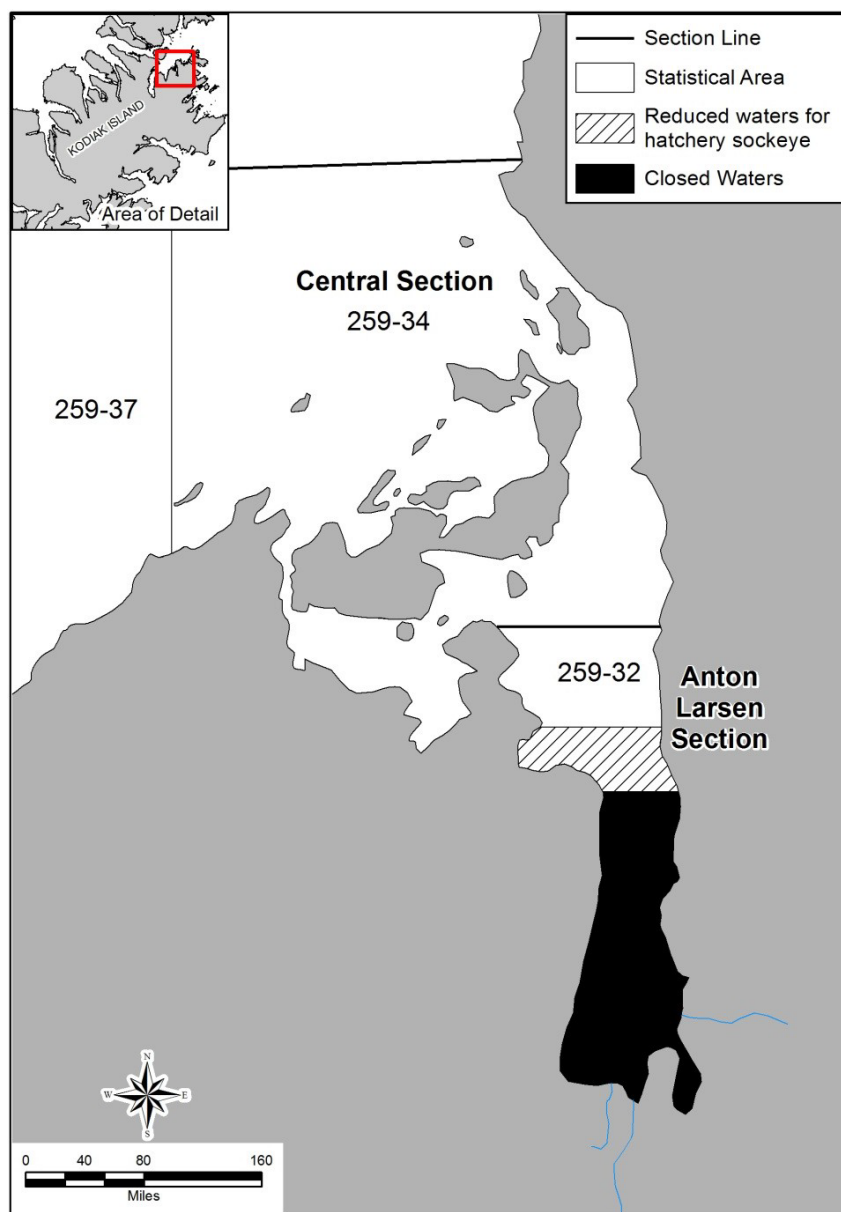 KODIAK ISLAND
Area of Detail
Section Line
Statistical Area
Reduced waters for
hatchery sockeye
Closed Waters
Central Section
259-34
259-37
259-32
Anton
Larsen
Section
N
W
E
S
0 40 80 160
Miles